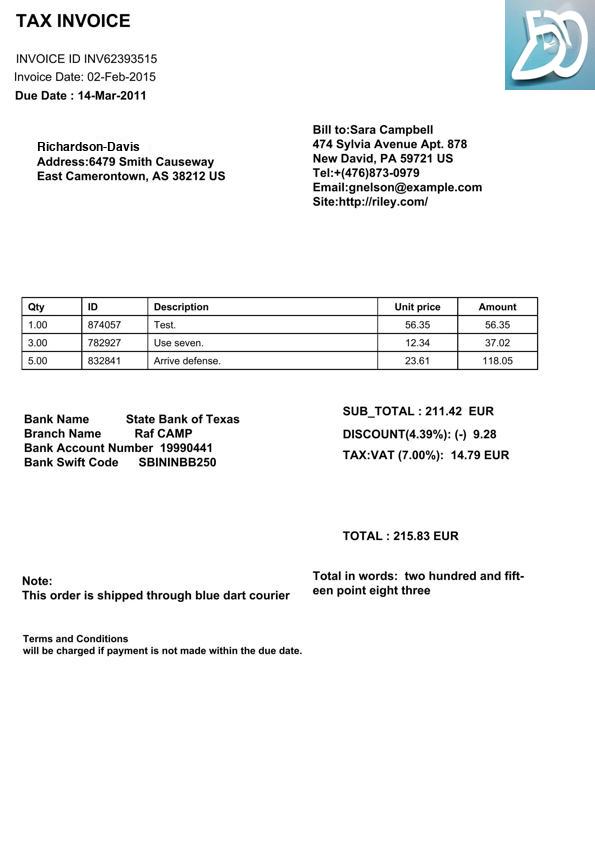 TAX INVOICE
INVOICE ID INV62393515
Invoice Date: 02-Feb-2015
Due Date : 14-Mar-2011
Richardson-Davis
Address:6479 Smith Causeway
East Camerontown, AS 38212 US
Bill to:Sara Campbell
474 Sylvia Avenue Apt. 878
New David, PA 59721 US
Tel:+(476)873-0979
Email:gnelson@example.com
Site:http://riley.com/
Qty ID Description Unit price Amount
1.00 874057 Test. 56.35 56.35
3.00 782927 Use seven. 12.34 37.02
5.00 832841 Arrive defense. 23.61 118.05
Bank Name State Bank of Texas
Branch Name Raf CAMP
Bank Account Number 19990441
Bank Swift Code SBININBB250
SUB_TOTAL : 211.42 EUR
DISCOUNT(4.39%): (-) 9.28
TAX:VAT (7.00%): 14.79 EUR
TOTAL : 215.83 EUR
Total in words: two hundred and fift-
een point eight three
Note:
This order is shipped through blue dart courier
Terms and Conditions
will be charged if payment is not made within the due date.